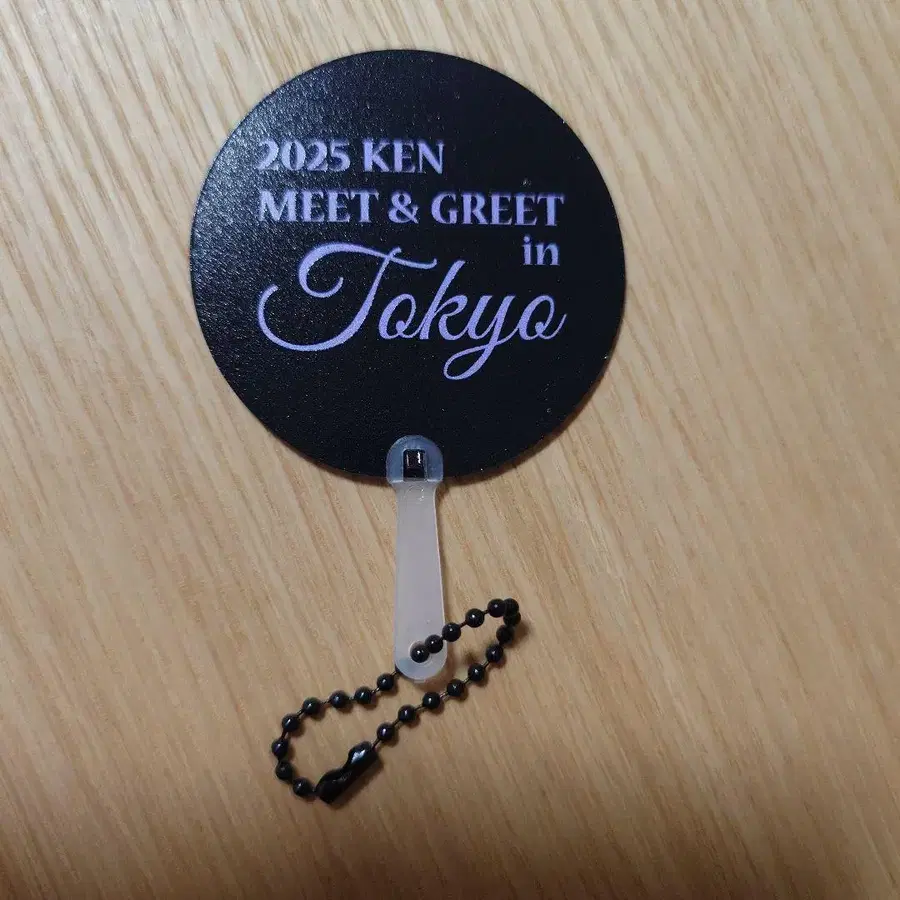 2025 KEN
MEET & GREET
in
Tokyo